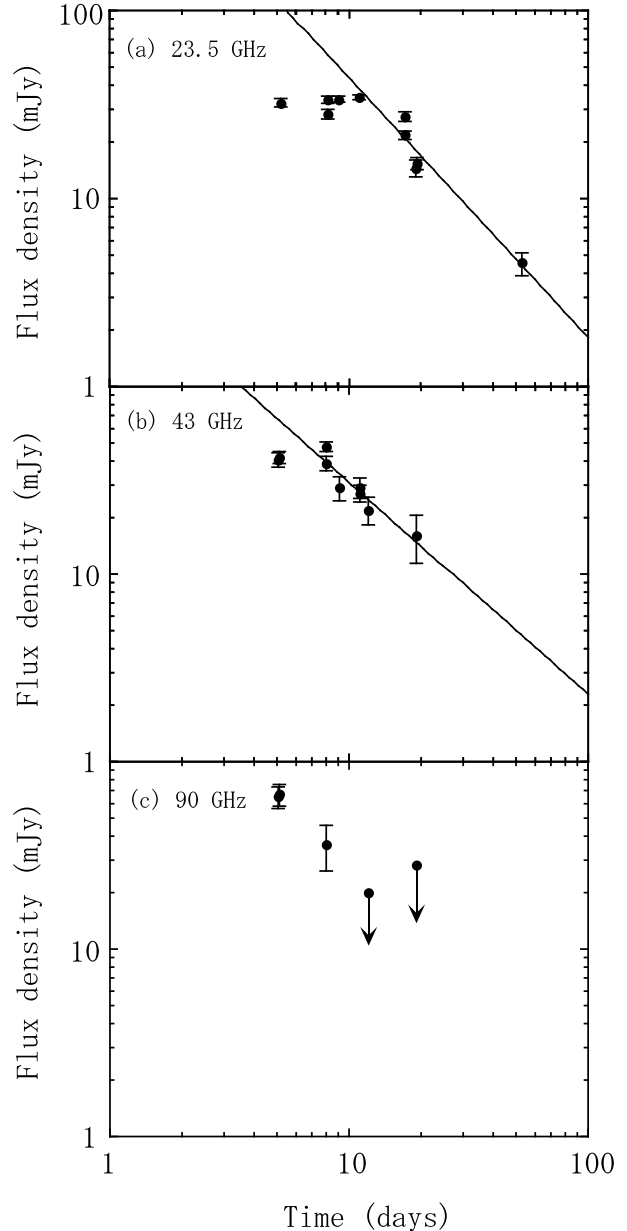 100
(a) 23.5 GHz
Flux density (mJy)
10
1
(b) 43 GHz
Flux density (mJy)
10
1
(c) 90 GHz
Flux density (mJy)
10
1
1
10
100
Time (days)